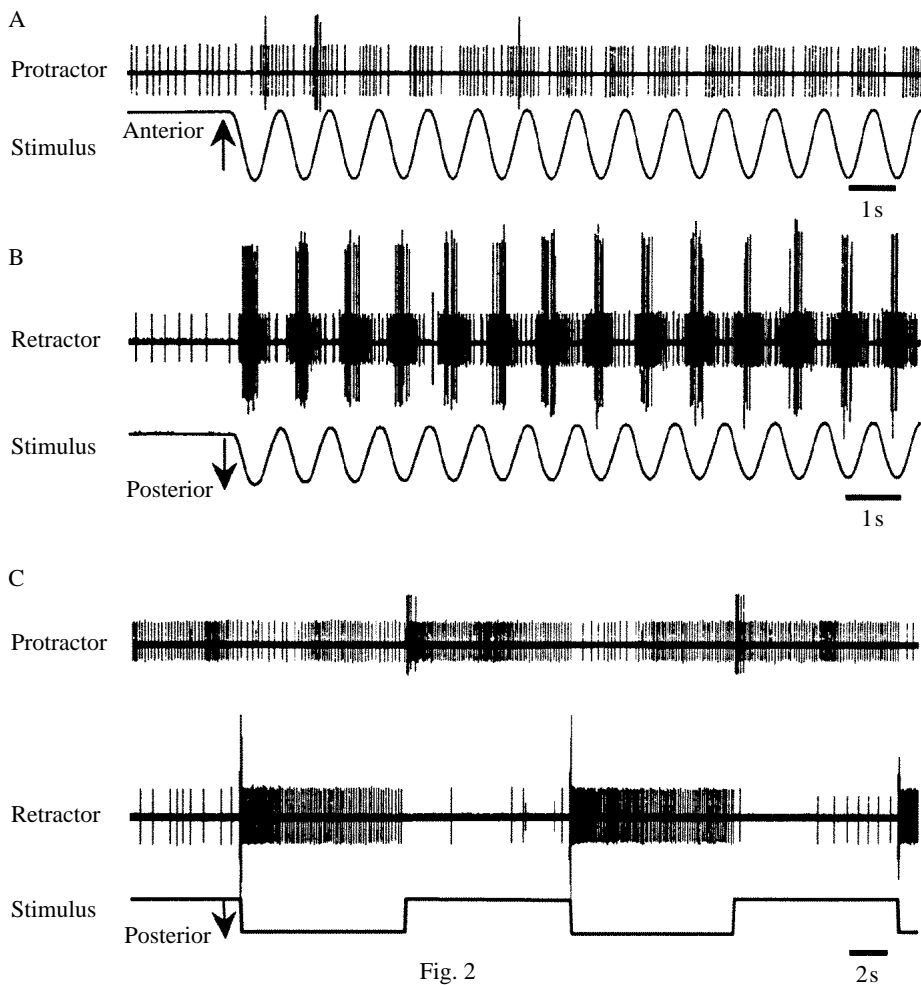 A
Protractor
Anterior
Stimulus
1 s
B
Retractor
Stimulus
Posterior
1 s
C
Protractor
Retractor
Stimulus
Posterior
Fig. 2
2 s